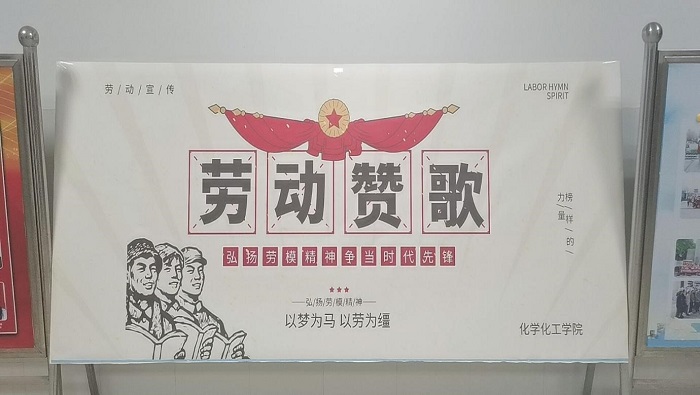 劳/动/宣/传
LABOR HYMN
SPIRIT
劳动赞歌
榜/样/的/
力/量
弘扬劳模精神争当时代先锋
弘/扬/劳/模/精/神
以梦为马 以劳为缰
化学化工学院